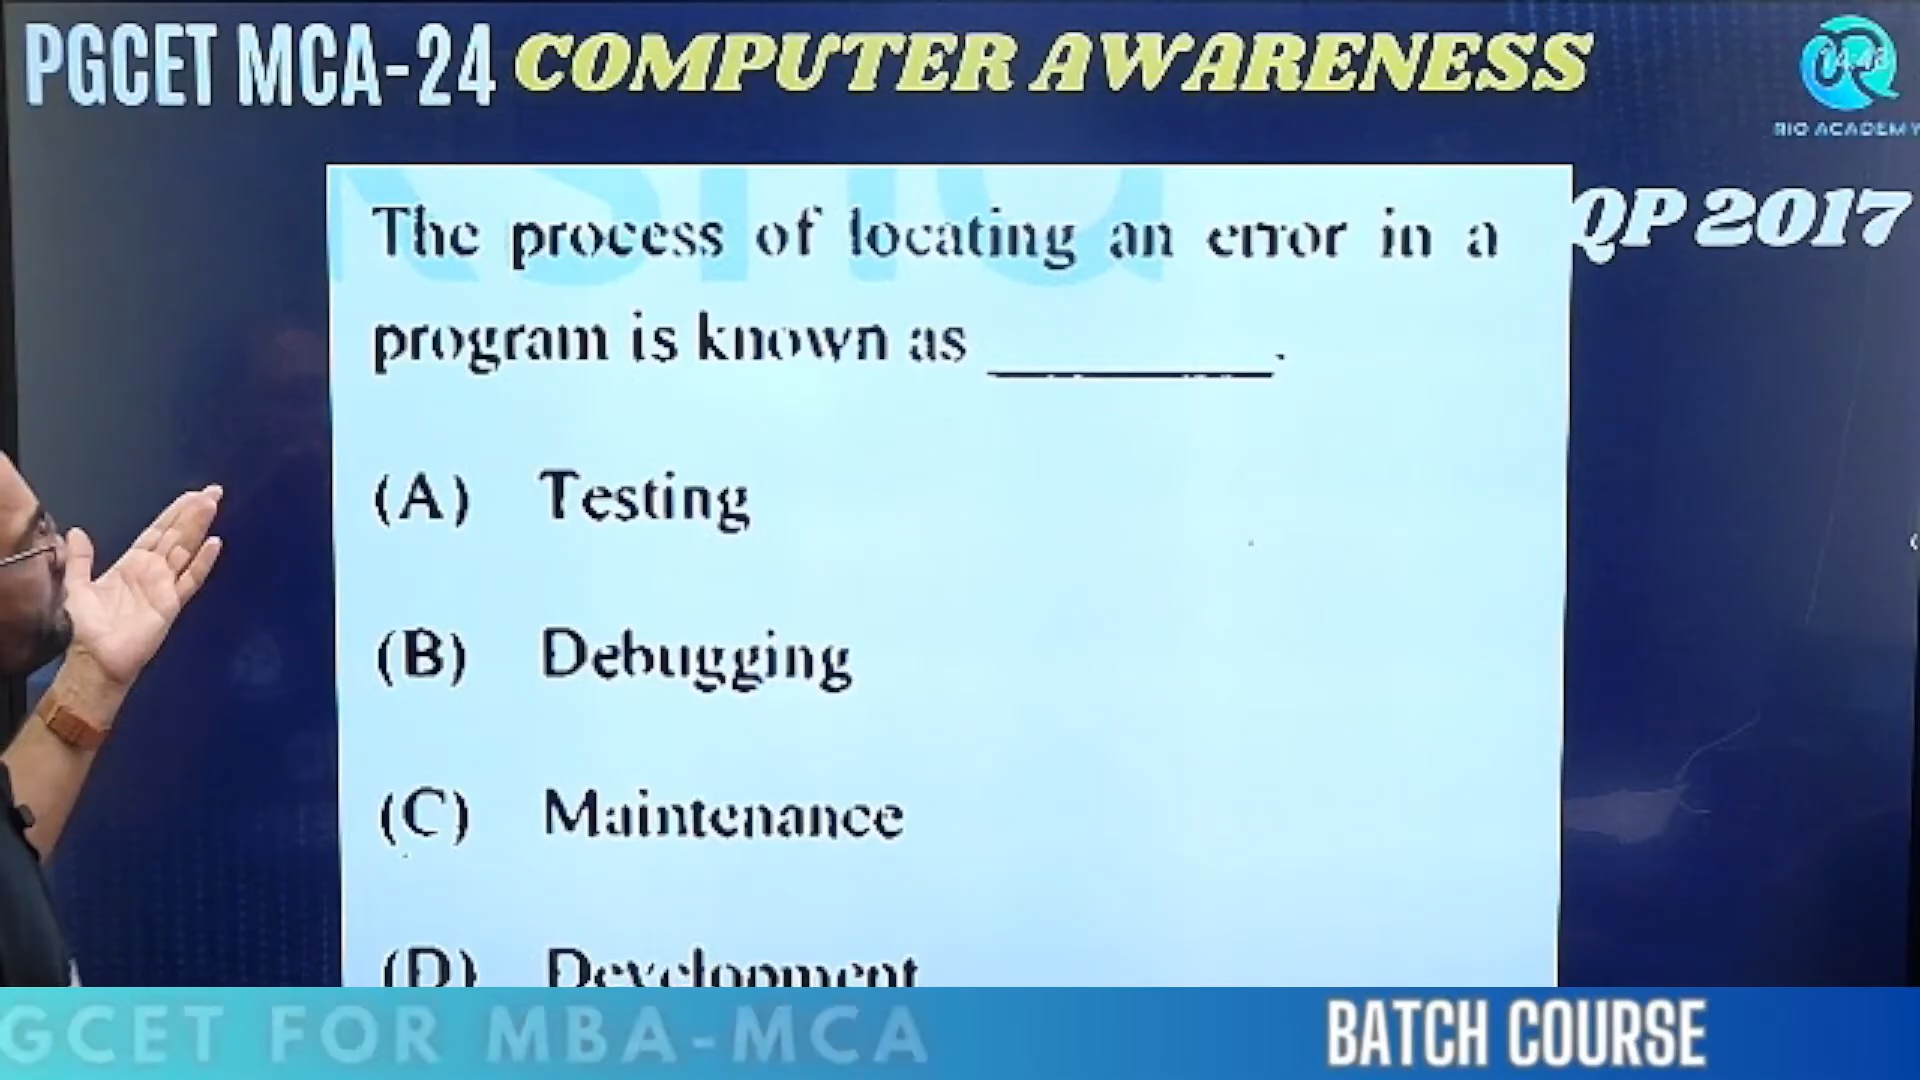 PGCET MCA-24 COMPUTER AWARENESS
RIO ACADEMY
QP 2017
The process of locating an error in a
program is known as ________.
(A) Testing
(B) Debugging
(C) Maintenance
(D) Development
GCET FOR MBA-MCA
BATCH COURSE